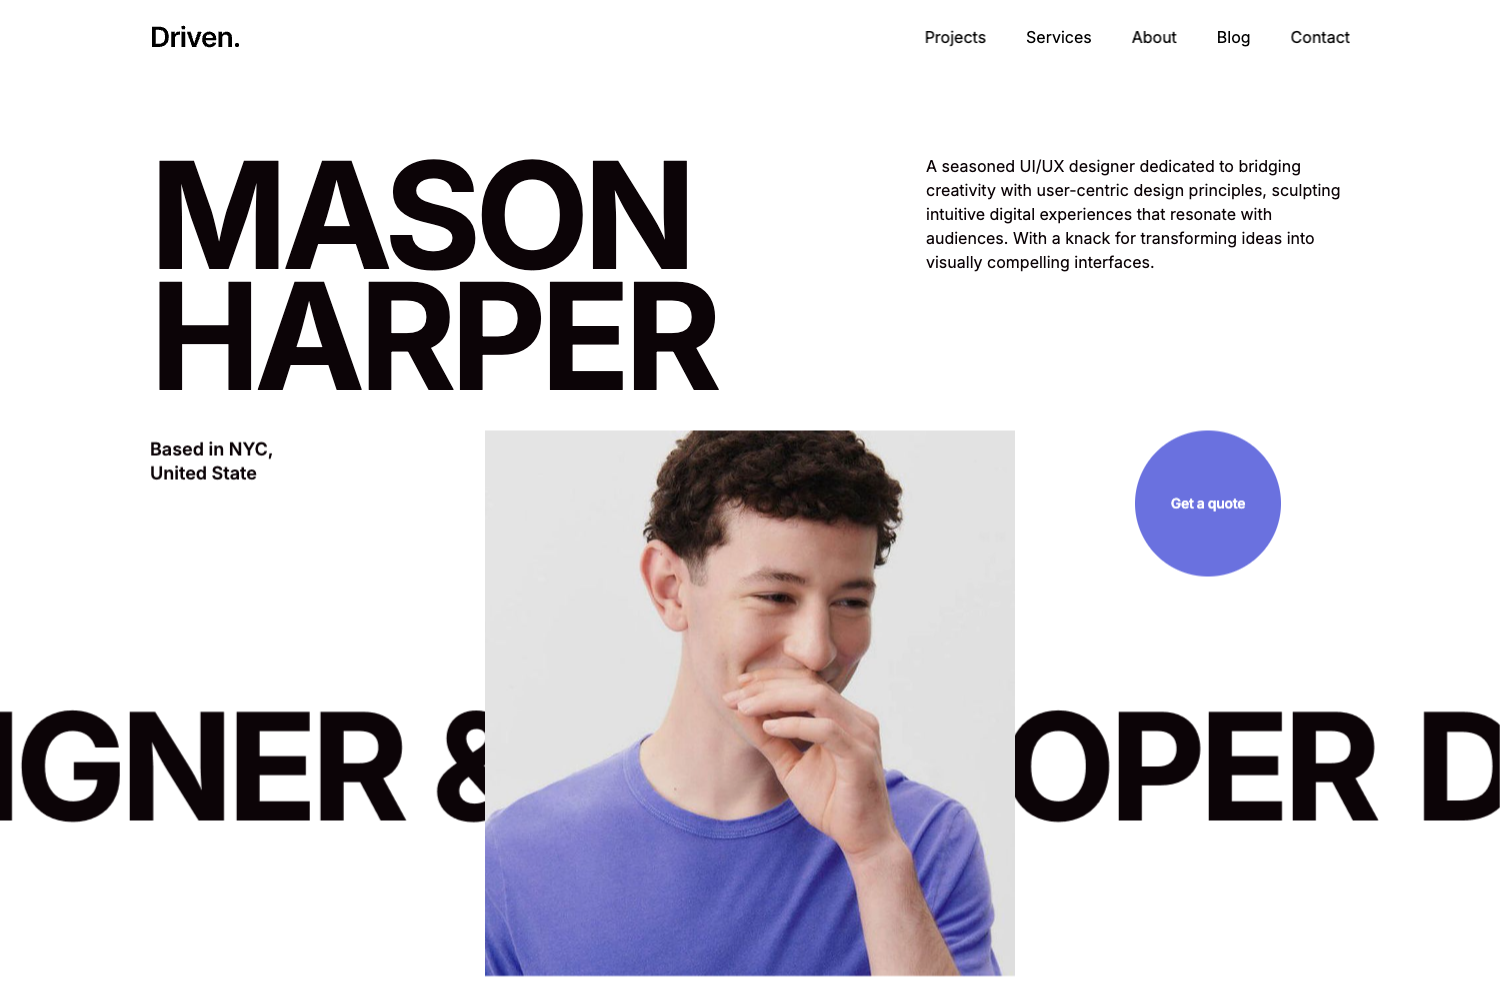 Driven.
Projects Services About Blog Contact
MASON
HARPER
A seasoned UI/UX designer dedicated to bridging
creativity with user-centric design principles, sculpting
intuitive digital experiences that resonate with
audiences. With a knack for transforming ideas into
visually compelling interfaces.
Based in NYC,
United State
Get a quote
IGNER & OPER D